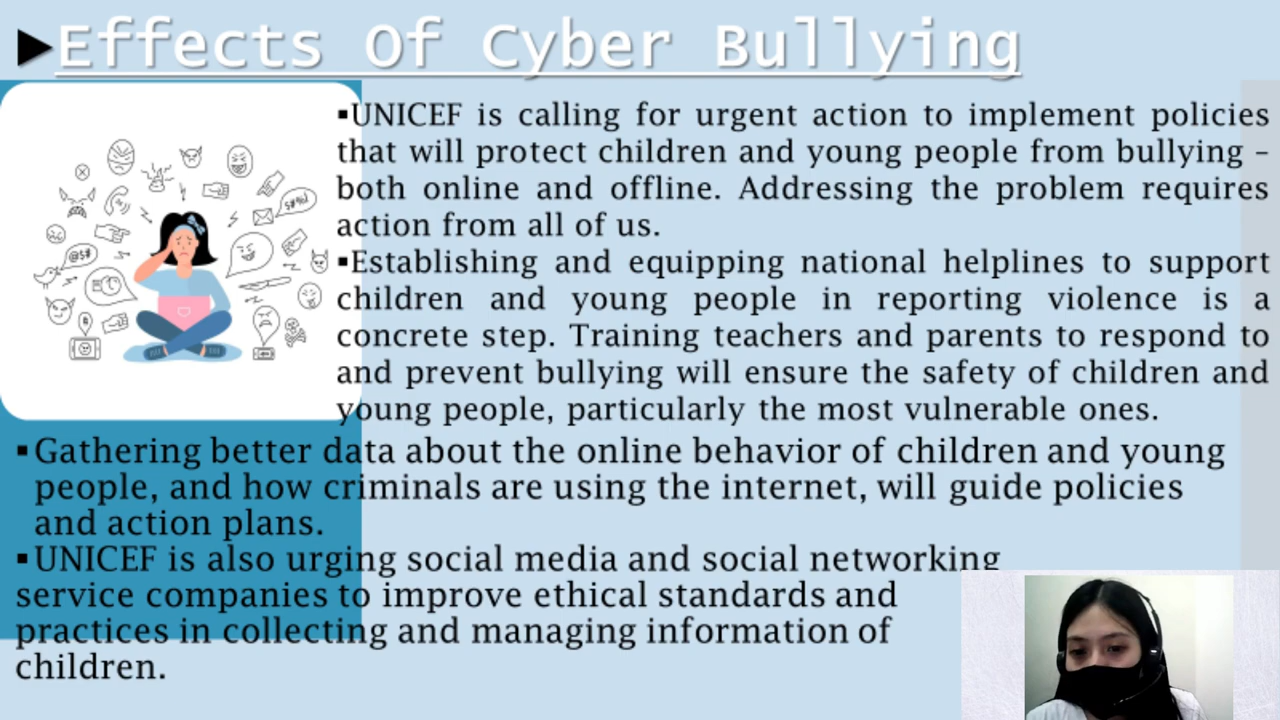 ►Effects Of Cyber Bullying
▪UNICEF is calling for urgent action to implement policies
that will protect children and young people from bullying –
both online and offline. Addressing the problem requires
action from all of us.
▪Establishing and equipping national helplines to support
children and young people in reporting violence is a
concrete step. Training teachers and parents to respond to
and prevent bullying will ensure the safety of children and
young people, particularly the most vulnerable ones.
▪Gathering better data about the online behavior of children and young
people, and how criminals are using the internet, will guide policies
and action plans.
▪UNICEF is also urging social media and social networking
service companies to improve ethical standards and
practices in collecting and managing information of
children.